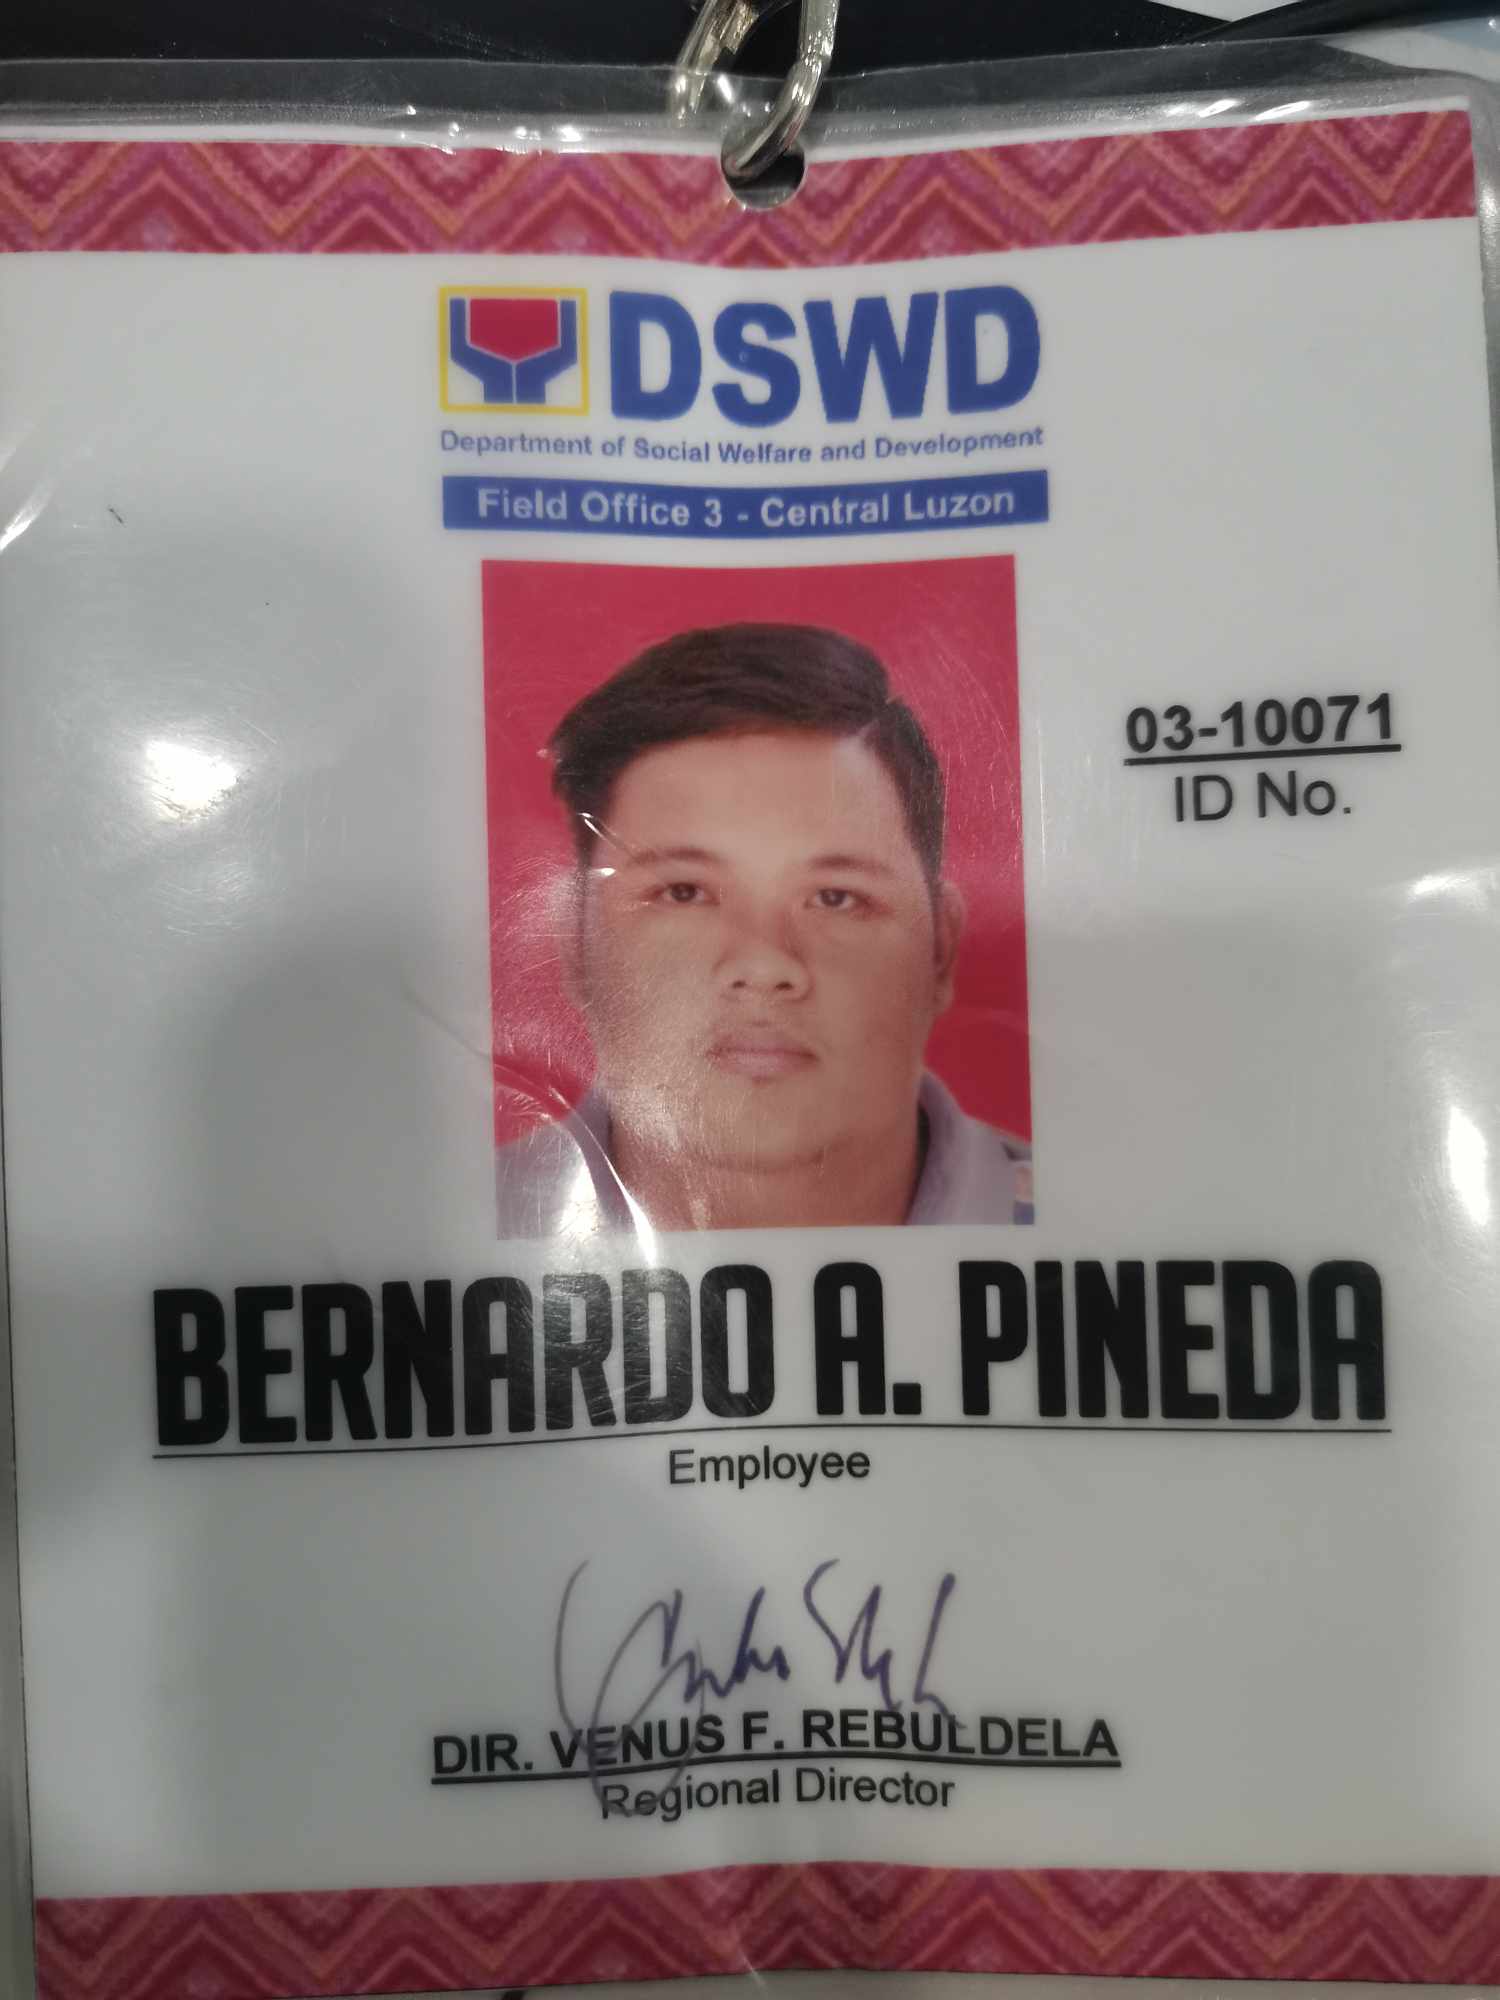 DSWD
Department of Social Welfare and Development
Field Office 3 - Central Luzon
03-10071
ID No.
BERNARDO A. PINEDA
Employee
DIR. VENUS F. REBULDELA
Regional Director